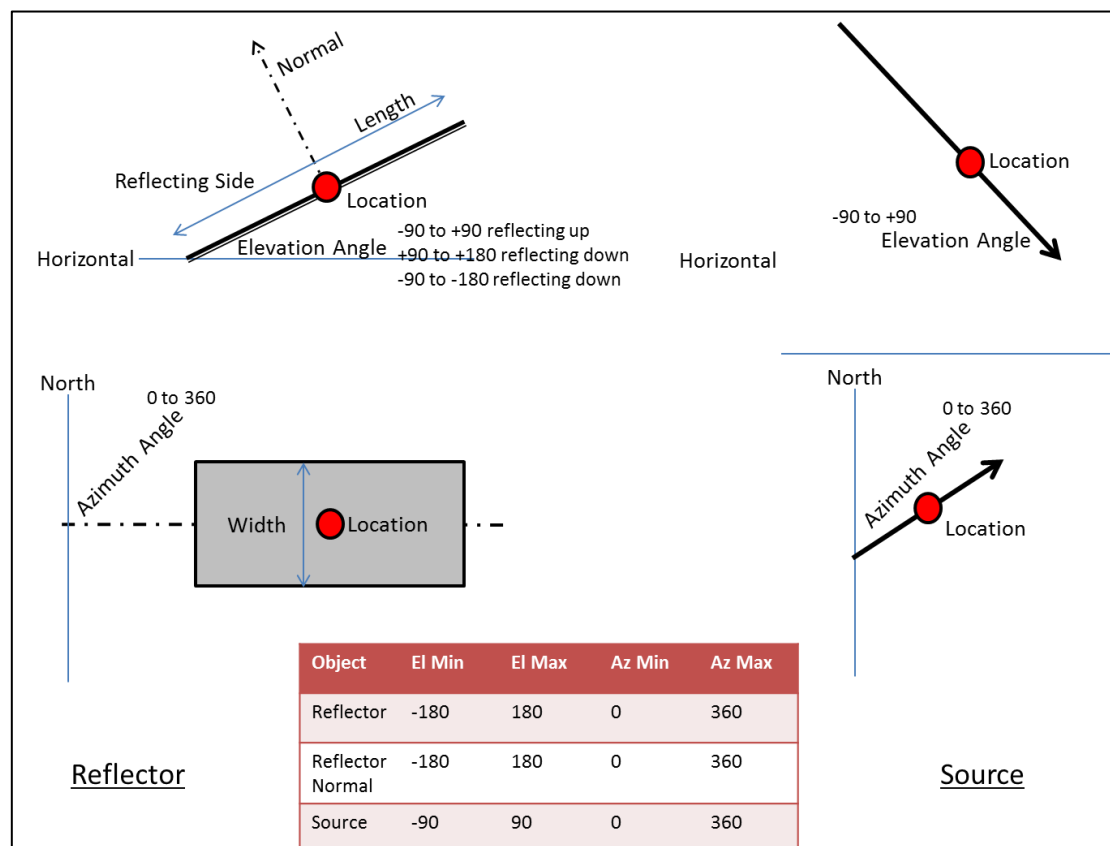 Normal
Length
Reflecting Side
Location
Elevation Angle
-90 to +90 reflecting up
+90 to +180 reflecting down
-90 to -180 reflecting down
Horizontal
Location
-90 to +90
Elevation Angle
Horizontal
North
0 to 360
Azimuth Angle
Width
Location
North
0 to 360
Azimuth Angle
Location
Object El Min El Max Az Min Az Max
Reflector -180 180 0 360
Reflector -180 180 0 360
Normal
Source -90 90 0 360
Reflector
Source